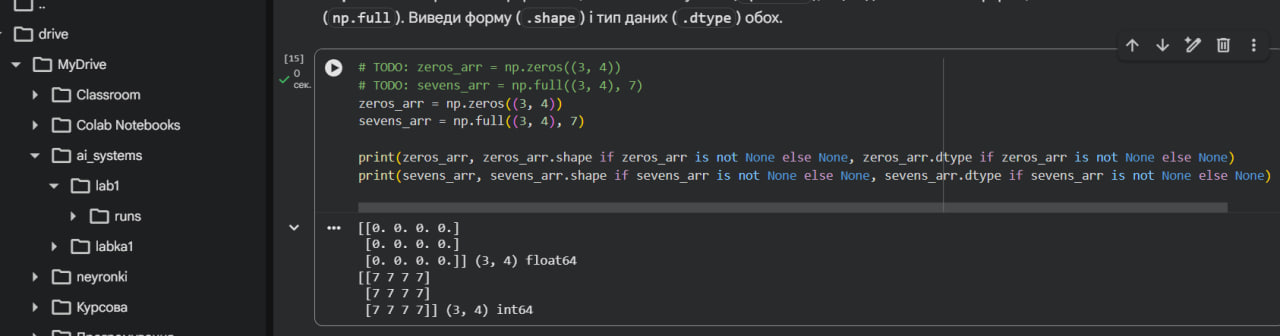 ..
drive
MyDrive
Classroom
Colab Notebooks
ai_systems
lab1
runs
labka1
neyronki
Курсова
(np.full). Виведи форму (.shape) і тип даних (.dtype) обох.
[15]
0
сек.
# TODO: zeros_arr = np.zeros((3, 4))
# TODO: sevens_arr = np.full((3, 4), 7)
zeros_arr = np.zeros((3, 4))
sevens_arr = np.full((3, 4), 7)
print(zeros_arr, zeros_arr.shape if zeros_arr is not None else None, zeros_arr.dtype if zeros_arr is not None else None)
print(sevens_arr, sevens_arr.shape if sevens_arr is not None else None, sevens_arr.dtype if sevens_arr is not None else None)
[[0. 0. 0. 0.]
[0. 0. 0. 0.]
[0. 0. 0. 0.]] (3, 4) float64
[[7 7 7 7]
[7 7 7 7]
[7 7 7 7]] (3, 4) int64